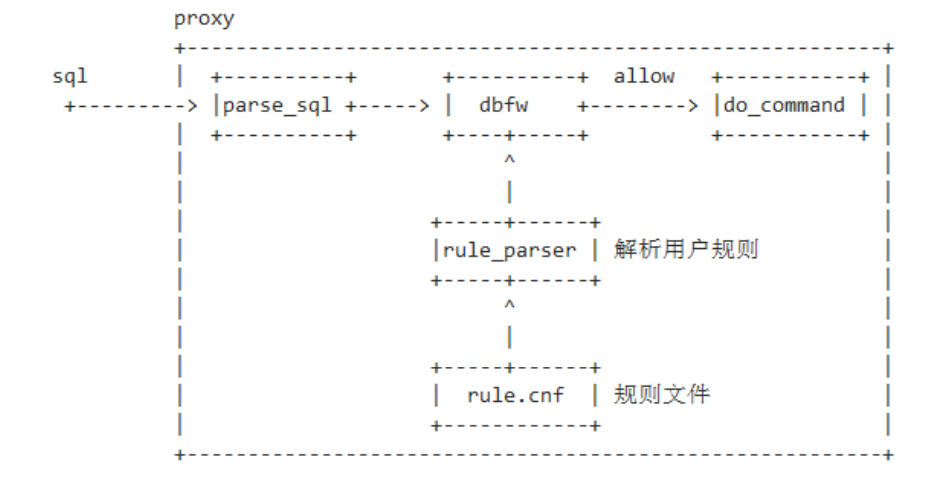 proxy
sql allow
parse_sql dbfw do_command
rule_parser 解析用户规则
rule.cnf 规则文件